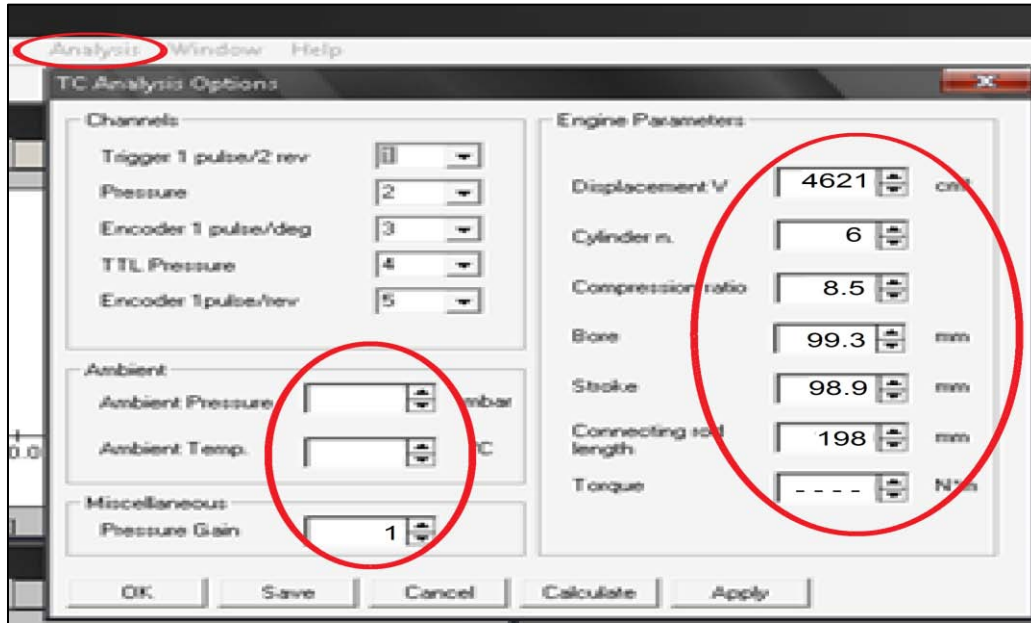 Analysis Window Help
TC Analysis Options
Channels
Trigger 1 pulse/2 rev 1
Pressure 2
Encoder 1 pulse/deg 3
TTL Pressure 4
Encoder 1pulse/rev 5
Ambient
Ambient Pressure mbar
Ambient Temp. °C
Miscellaneous
Pressure Gain 1
Engine Parameters
Displacement V 4621 cm³
Cylinder n. 6
Compression ratio 8.5
Bore 99.3 mm
Stroke 98.9 mm
Connecting rod
length 198 mm
Torque ---- N*m
OK Save Cancel Calculate Apply
0.0